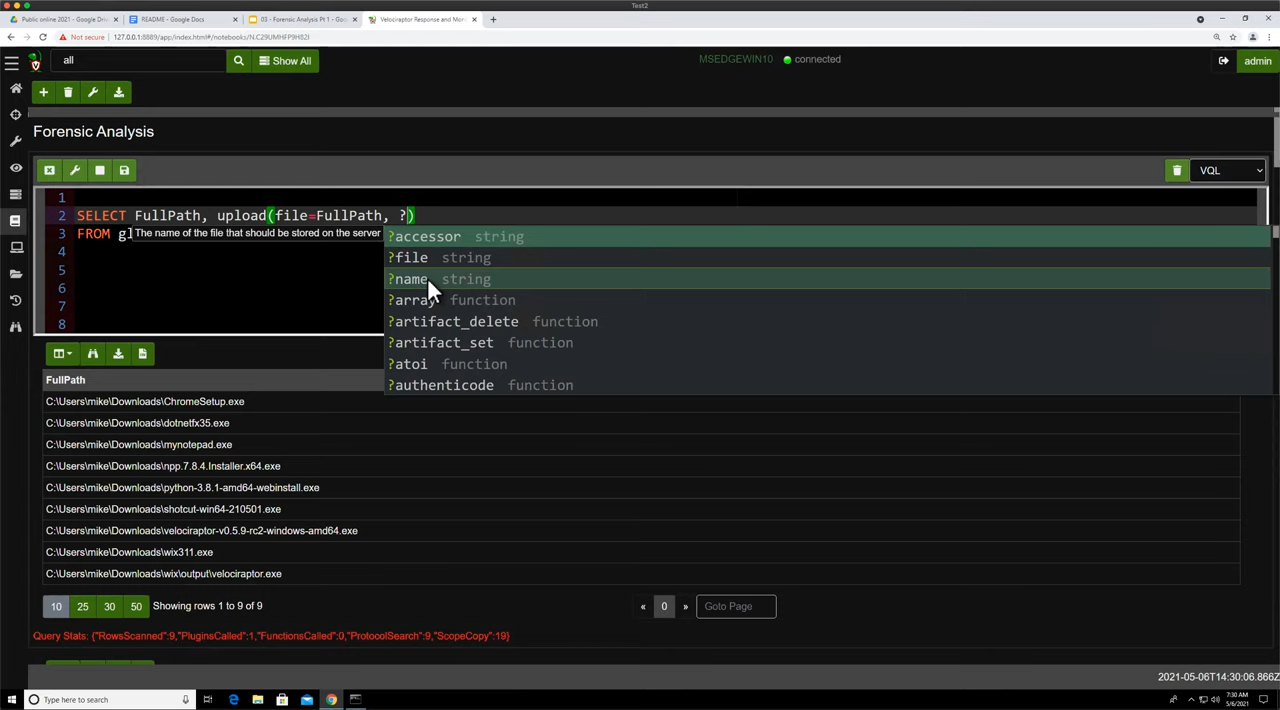 Test2
Public online 2021 - Google Driv
README - Google Docs
03 - Forensic Analysis Pt 1 - Goo
Velociraptor Response and Mon
Not secure | 127.0.0.1:8889/app/index.html#/notebooks/N.C29UMHFP9H82I
all
Show All
MSEDGEWIN10
connected
admin
Forensic Analysis
VQL
1
2 SELECT FullPath, upload(file=FullPath, ?)
3 FROM gl
The name of the file that should be stored on the server
4
5
6
7
8
?accessor string
?file string
?name string
?array function
?artifact_delete function
?artifact_set function
?atoi function
?authenticode function
FullPath
C:\Users\mike\Downloads\ChromeSetup.exe
C:\Users\mike\Downloads\dotnetfx35.exe
C:\Users\mike\Downloads\mynotepad.exe
C:\Users\mike\Downloads\npp.7.8.4.Installer.x64.exe
C:\Users\mike\Downloads\python-3.8.1-amd64-webinstall.exe
C:\Users\mike\Downloads\shotcut-win64-210501.exe
C:\Users\mike\Downloads\velociraptor-v0.5.9-rc2-windows-amd64.exe
C:\Users\mike\Downloads\wix311.exe
C:\Users\mike\Downloads\wix\output\velociraptor.exe
10 25 30 50 Showing rows 1 to 9 of 9
« 0 » Goto Page
Query Stats: {"RowsScanned":9,"PluginsCalled":1,"FunctionsCalled":0,"ProtocolSearch":9,"ScopeCopy":19}
2021-05-06T14:30:06.866Z
Type here to search
7:30 AM
5/6/2021